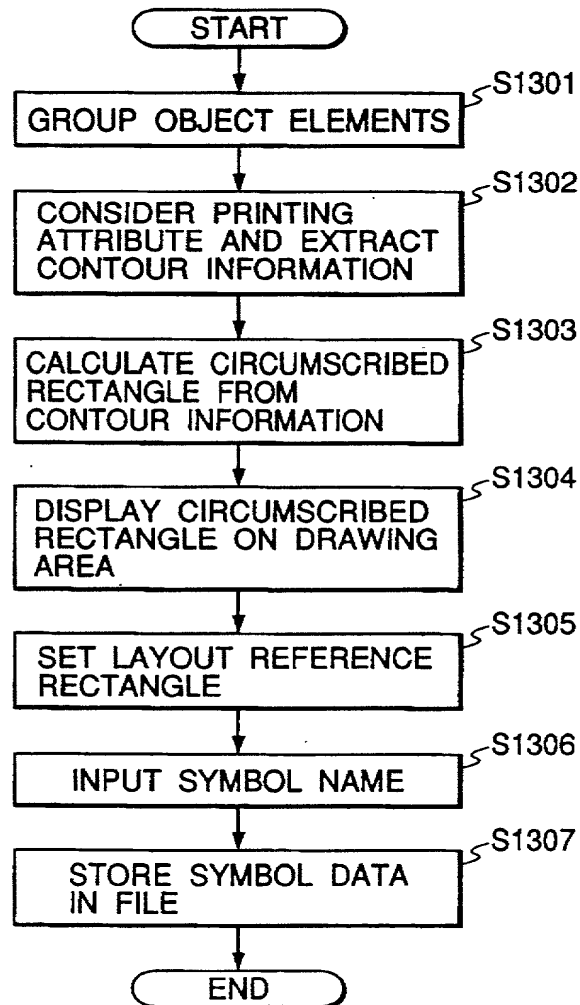 START
S1301
GROUP OBJECT ELEMENTS
S1302
CONSIDER PRINTING
ATTRIBUTE AND EXTRACT
CONTOUR INFORMATION
S1303
CALCULATE CIRCUMSCRIBED
RECTANGLE FROM
CONTOUR INFORMATION
S1304
DISPLAY CIRCUMSCRIBED
RECTANGLE ON DRAWING
AREA
S1305
SET LAYOUT REFERENCE
RECTANGLE
S1306
INPUT SYMBOL NAME
S1307
STORE SYMBOL DATA
IN FILE
END